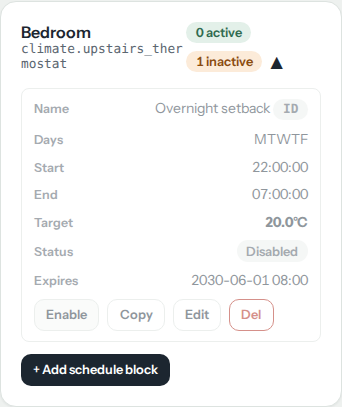 Bedroom
0 active
climate.upstairs_ther
mostat
1 inactive ▲
Name Overnight setback ID
Days MTWTF
Start 22:00:00
End 07:00:00
Target 20.0°C
Status Disabled
Expires 2030-06-01 08:00
Enable Copy Edit Del
+ Add schedule block